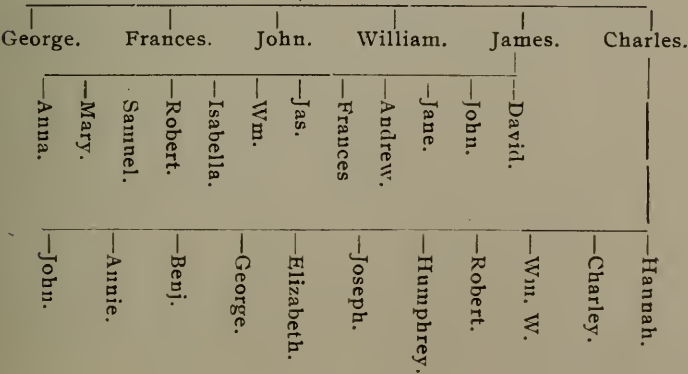 George. Frances. John. William. James. Charles.
—Anna. —Mary. Samuel. —Robert. —Isabella. —Wm. —Jas. —Frances —Andrew. —Jane. —John. —David.
—John. —Annie. —Benj. —George. —Elizabeth. —Joseph. —Humphrey. —Robert. —Wm. W. —Charley. —Hannah.